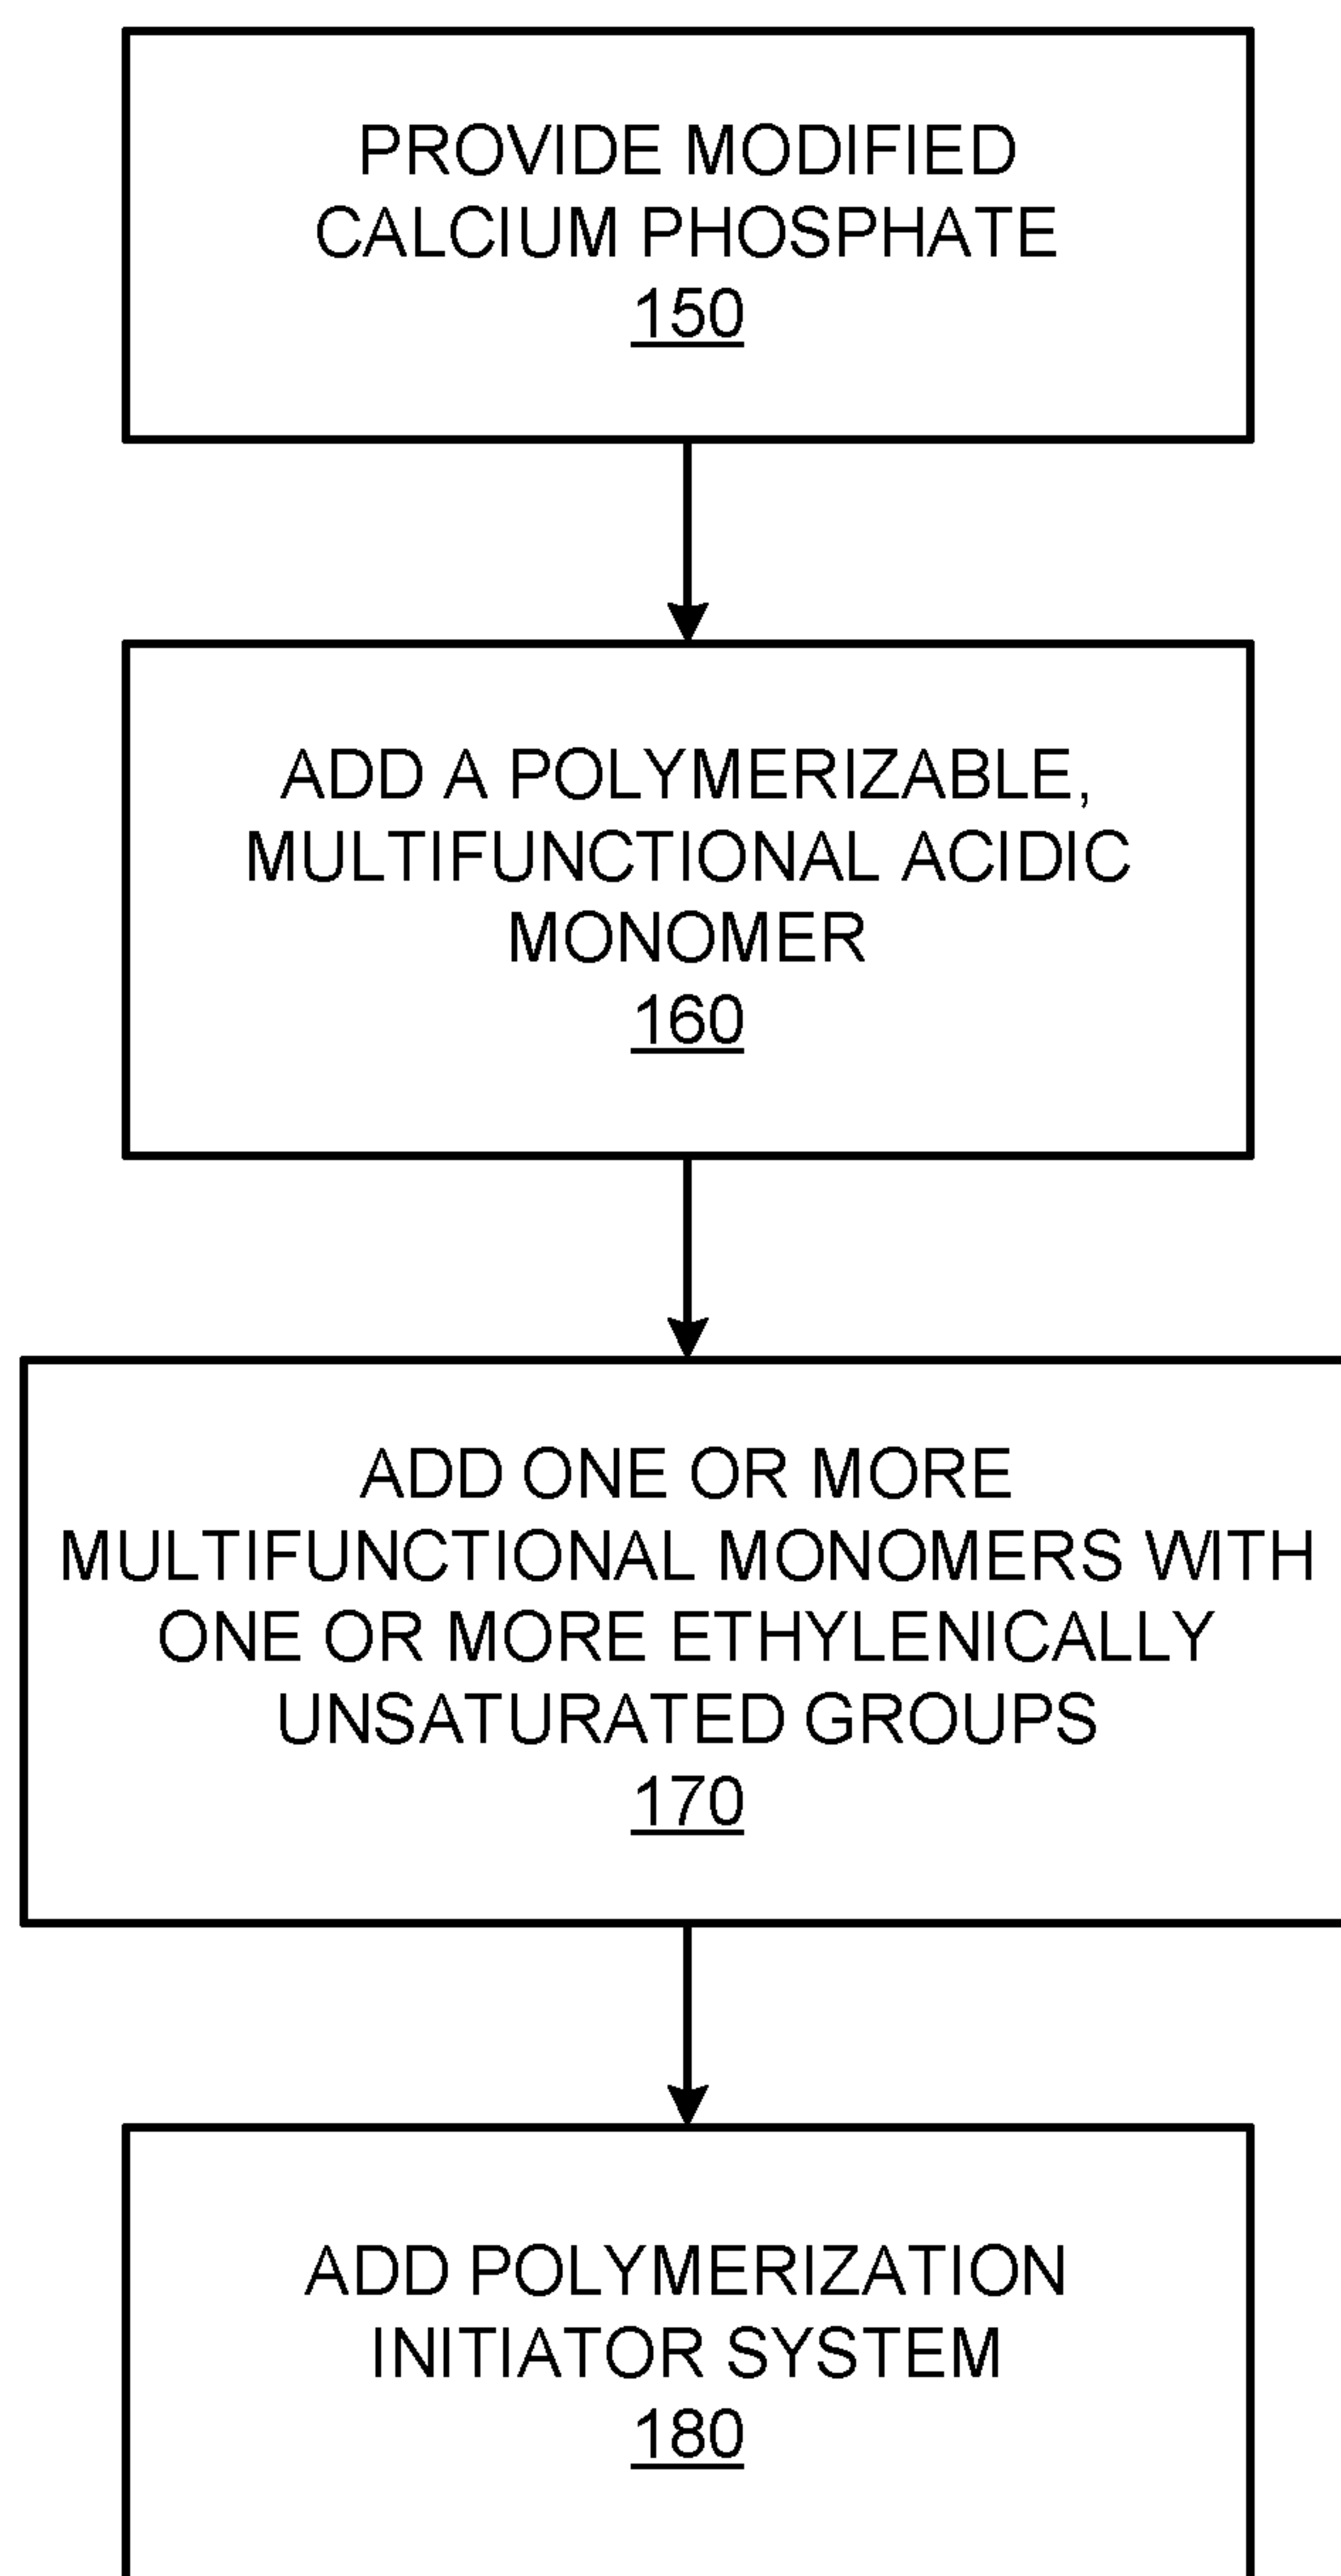 PROVIDE MODIFIED
CALCIUM PHOSPHATE
150
ADD A POLYMERIZABLE,
MULTIFUNCTIONAL ACIDIC
MONOMER
160
ADD ONE OR MORE
MULTIFUNCTIONAL MONOMERS WITH
ONE OR MORE ETHYLENICALLY
UNSATURATED GROUPS
170
ADD POLYMERIZATION
INITIATOR SYSTEM
180